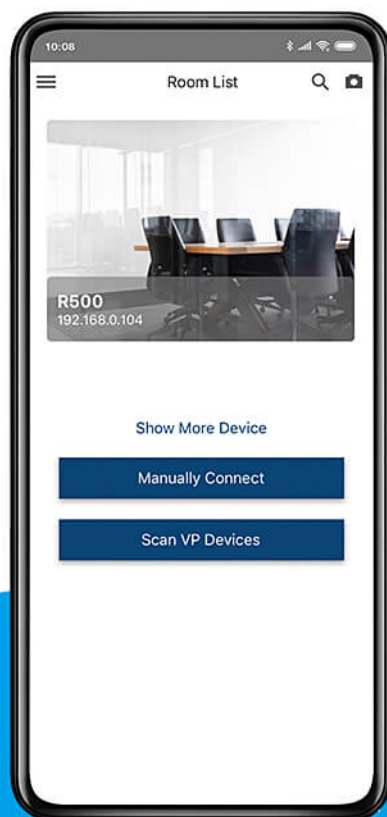 10:08
Room List
R500
192.168.0.104
Show More Device
Manually Connect
Scan VP Devices